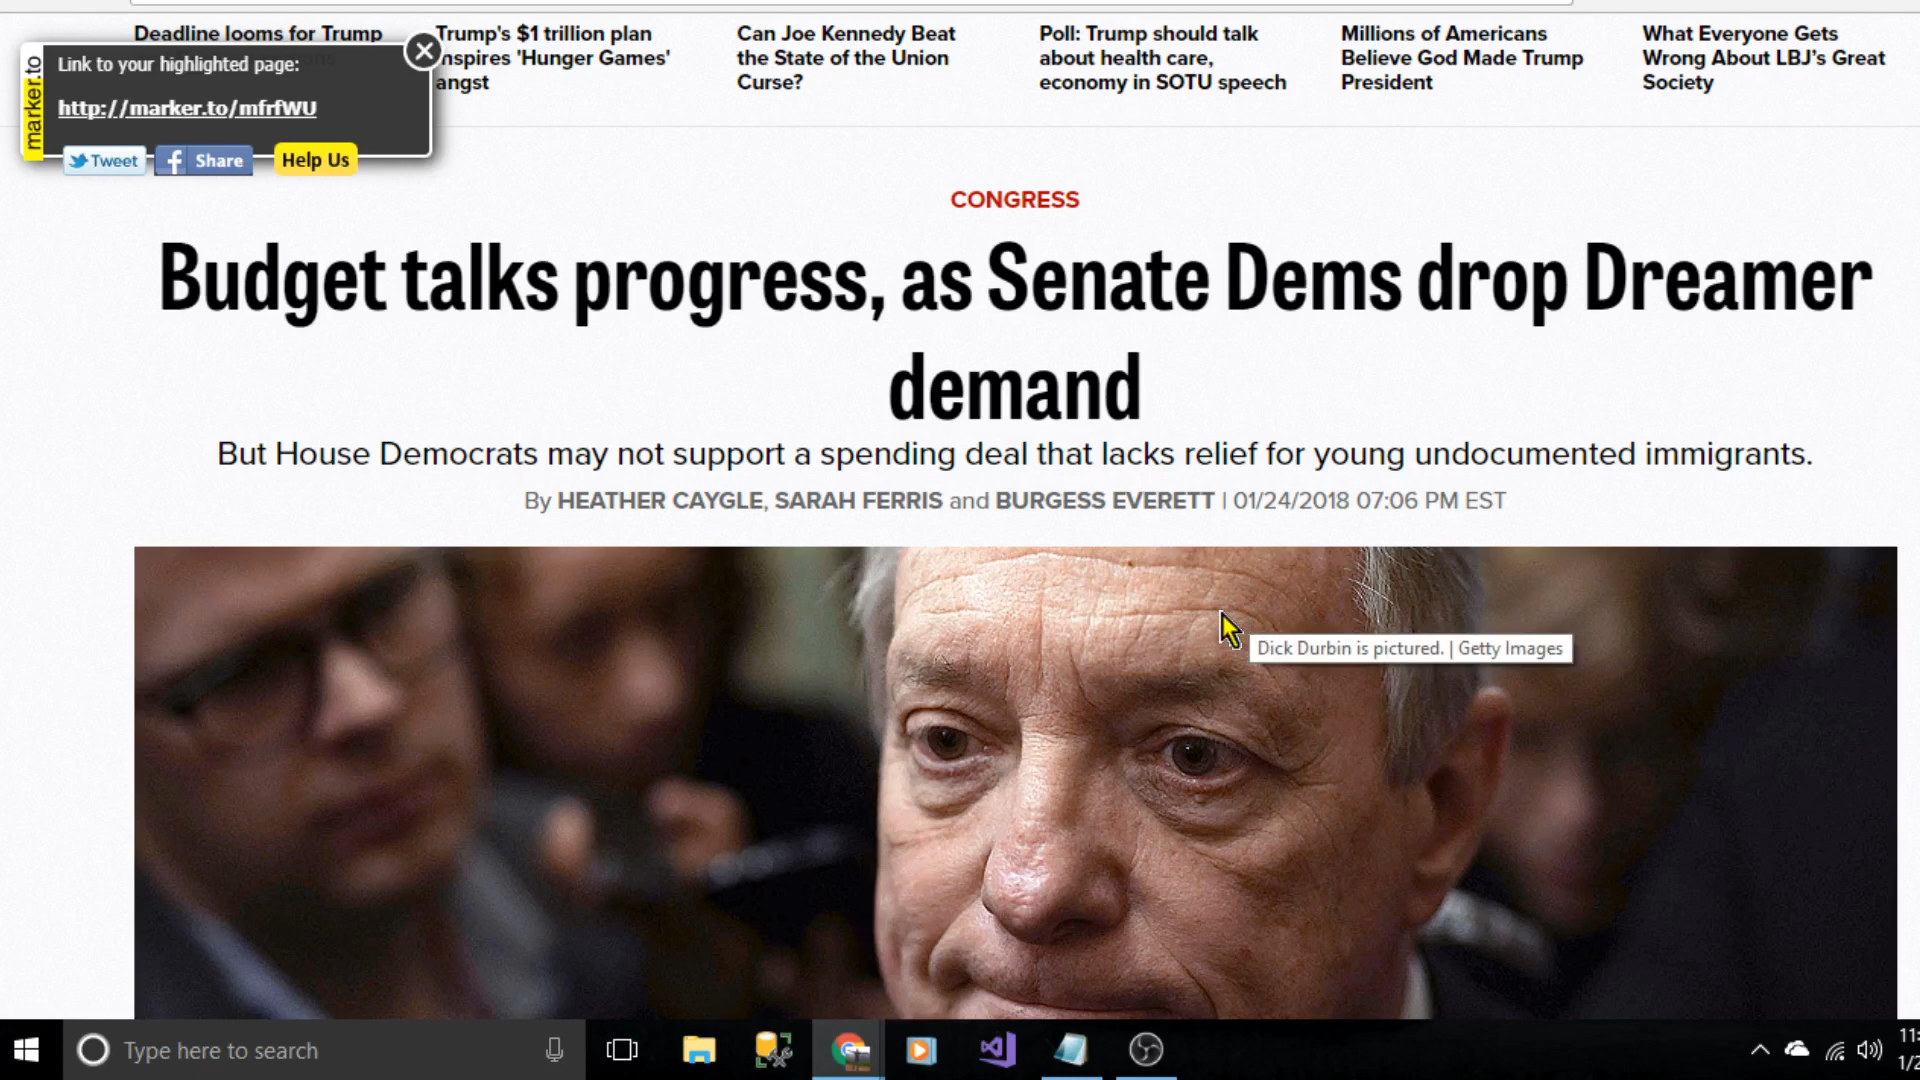 Deadline looms for Trump
Trump's $1 trillion plan
inspires 'Hunger Games'
angst
Can Joe Kennedy Beat
the State of the Union
Curse?
Poll: Trump should talk
about health care,
economy in SOTU speech
Millions of Americans
Believe God Made Trump
President
What Everyone Gets
Wrong About LBJ's Great
Society
marker.to
Link to your highlighted page:
http://marker.to/mfrfWU
Tweet
Share
Help Us
CONGRESS
Budget talks progress, as Senate Dems drop Dreamer
demand
But House Democrats may not support a spending deal that lacks relief for young undocumented immigrants.
By HEATHER CAYGLE, SARAH FERRIS and BURGESS EVERETT | 01/24/2018 07:06 PM EST
Dick Durbin is pictured. | Getty Images
Type here to search